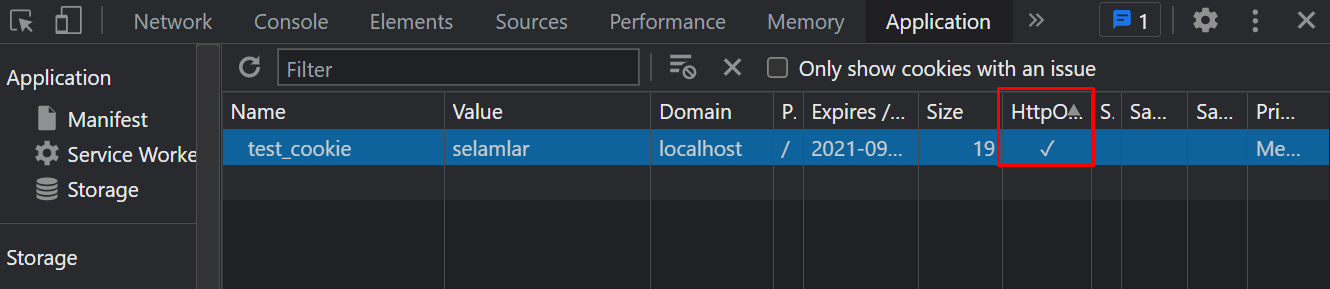 Network Console Elements Sources Performance Memory Application » 1
Application
Filter
Only show cookies with an issue
Manifest
Service Worke
Storage
Storage
Name Value Domain P. Expires /... Size HttpO... S. Sa... Sa... Pri...
test_cookie selamlar localhost / 2021-09... 19 ✓ Me...